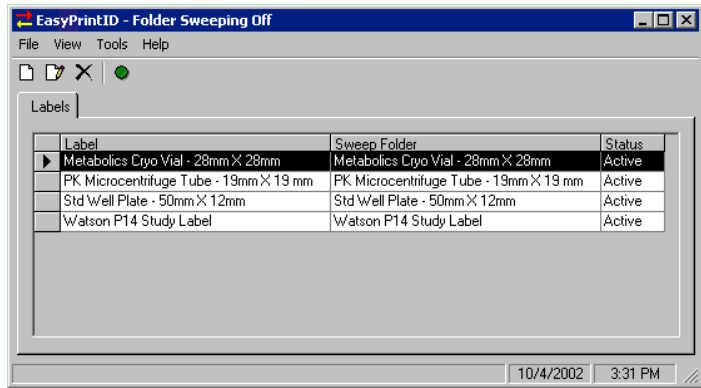 EasyPrintID - Folder Sweeping Off
File View Tools Help
Labels
Label Sweep Folder Status
Metabolics Cryo Vial - 28mm X 28mm Metabolics Cryo Vial - 28mm X 28mm Active
PK Microcentrifuge Tube - 19mm X 19 mm PK Microcentrifuge Tube - 19mm X 19 mm Active
Std Well Plate - 50mm X 12mm Std Well Plate - 50mm X 12mm Active
Watson P14 Study Label Watson P14 Study Label Active
10/4/2002 3:31 PM